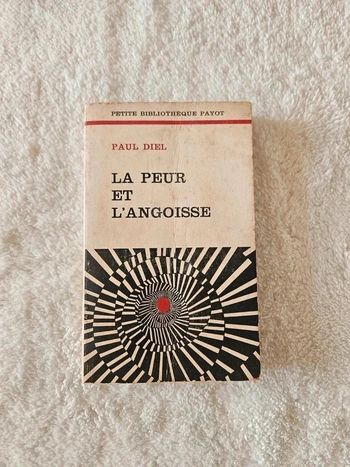 PETITE BIBLIOTHÈQUE PAYOT
PAUL DIEL
LA PEUR
ET
L'ANGOISSE